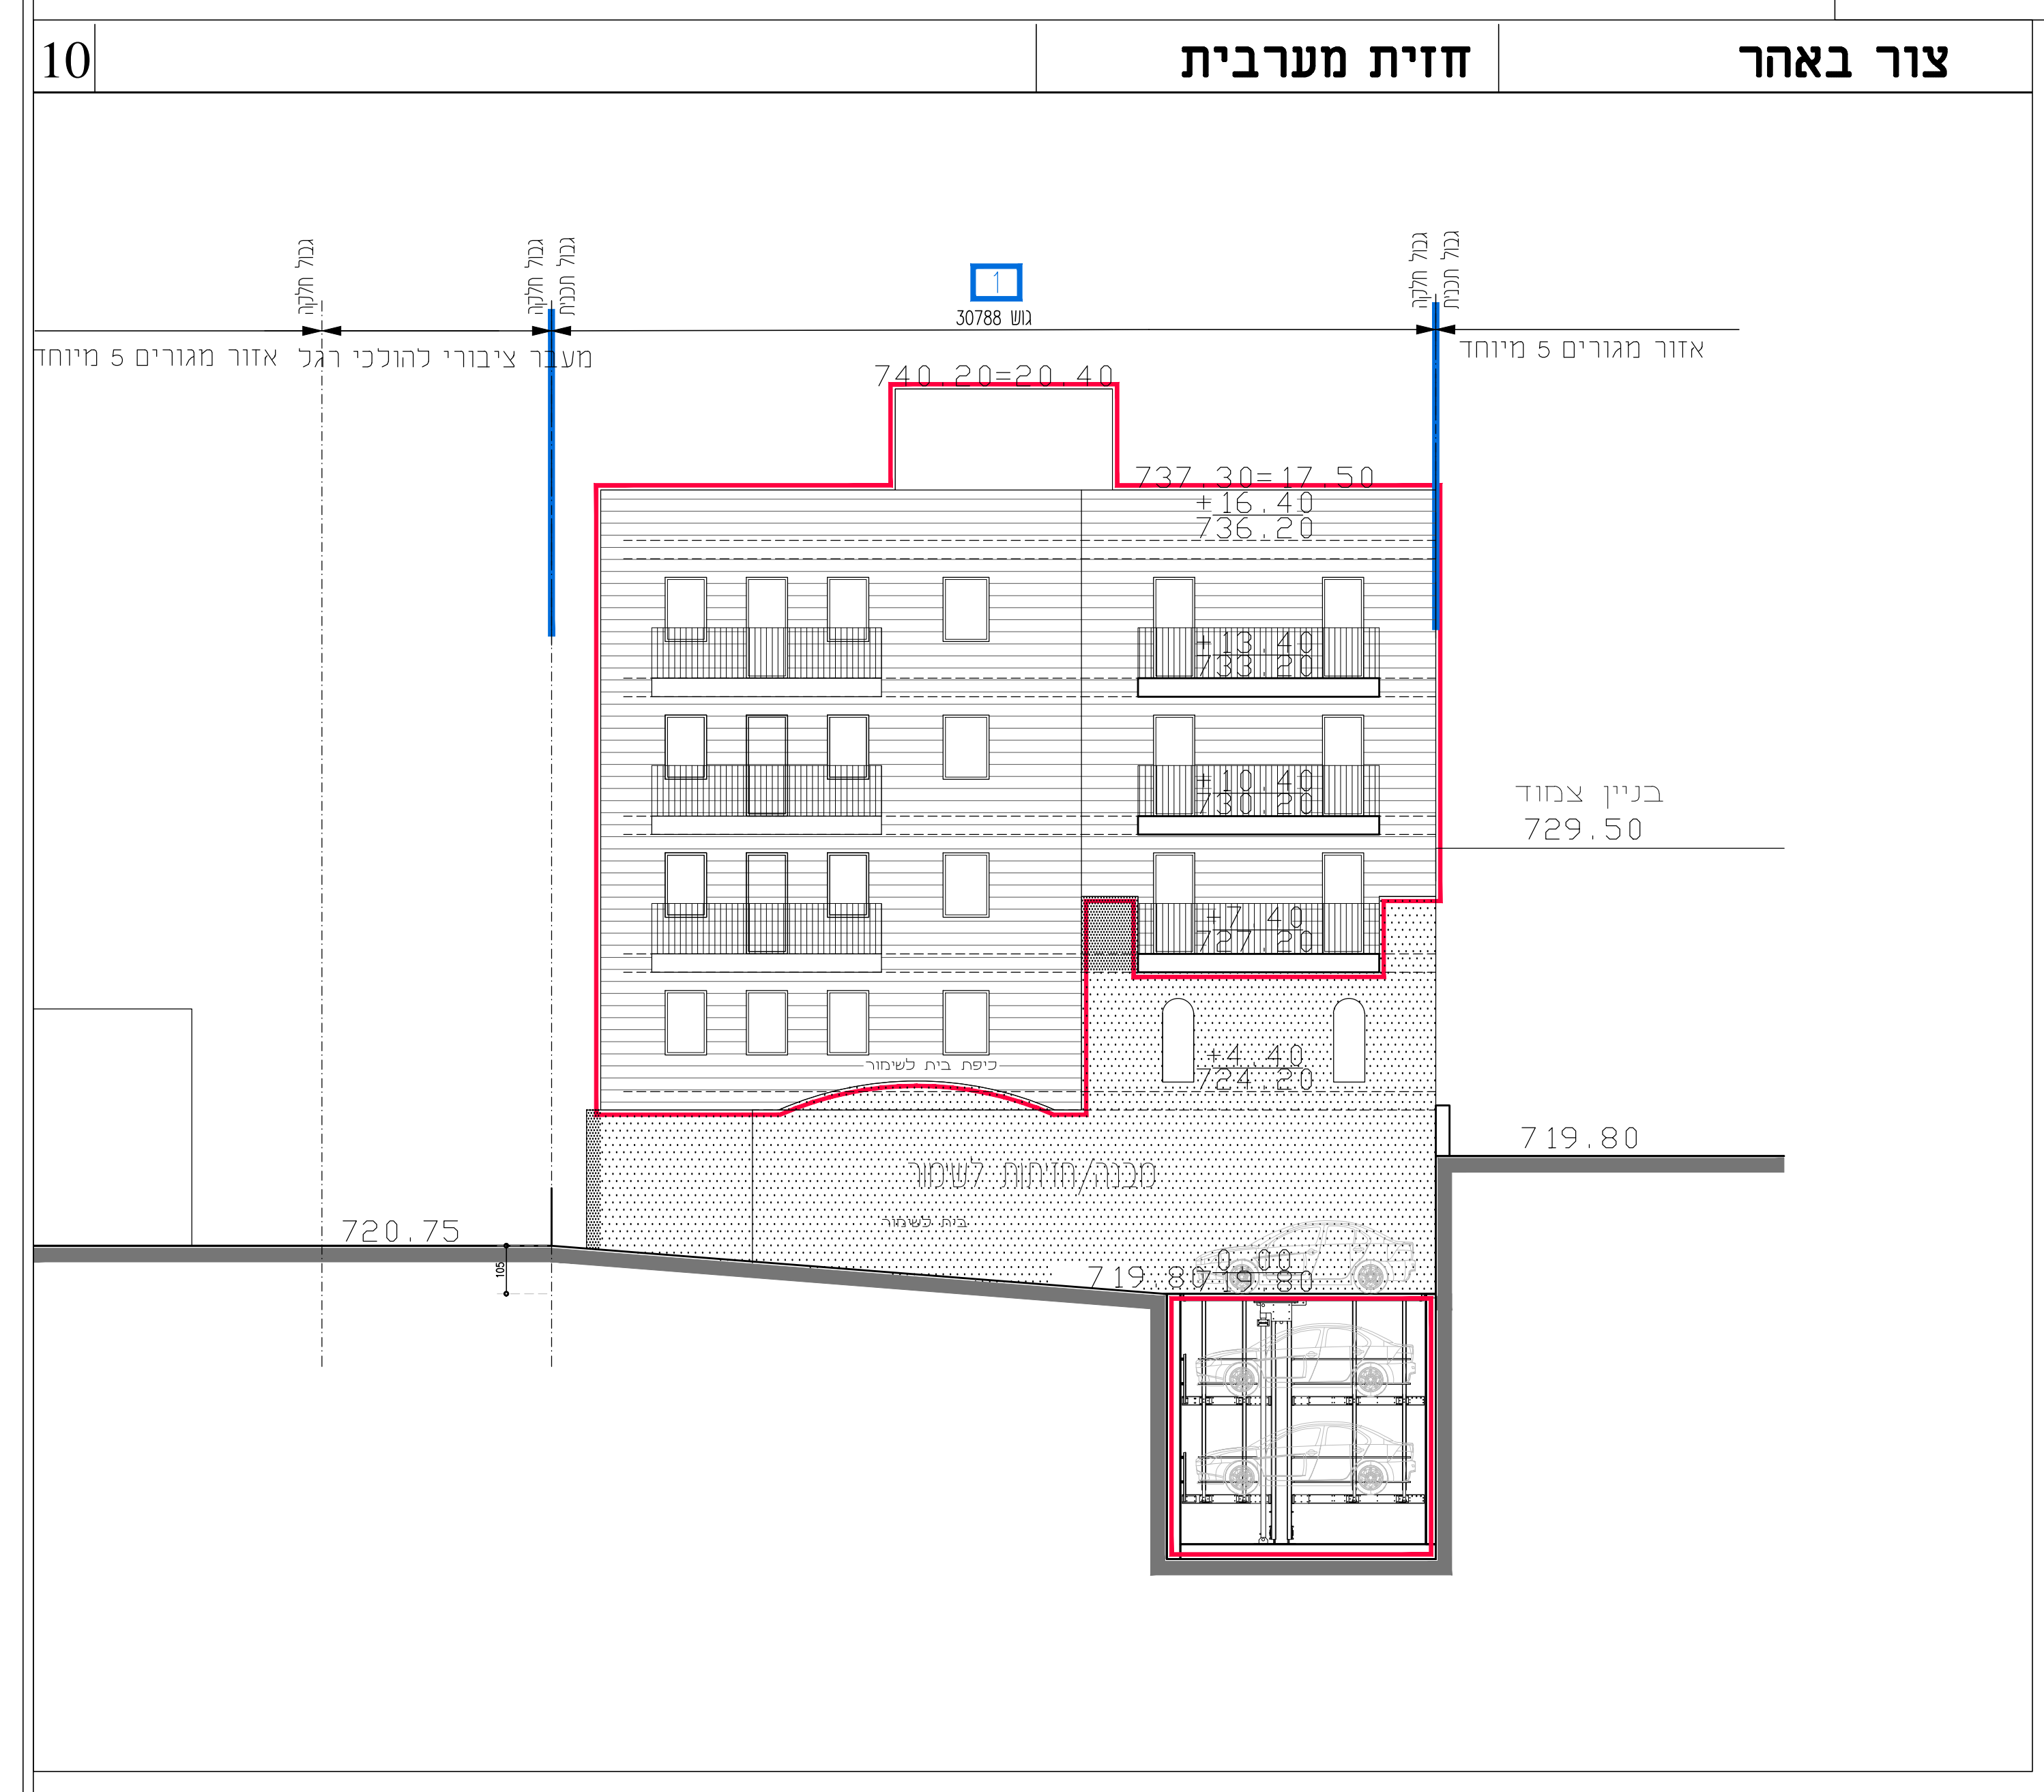 צור באהר
חזית מערבית
10
גבול חלקה
גבול תכנית
גבול חלקה
גבול תכנית
גבול חלקה
1
גוש 30788
אזור מגורים 5 מיוחד
מעבר ציבורי להולכי רגל
אזור מגורים 5 מיוחד
740.20=20.40
737.30=17.50
+16.40
736.20
+13.40
733.20
+10.40
730.20
בניין צמוד
729.50
+7.40
727.20
+4.40
724.20
כיפת בית לשימור
719.80
מבנה/חזיתות לשימור
בית לשימור
720.75
105
0.00
719.80
719.80